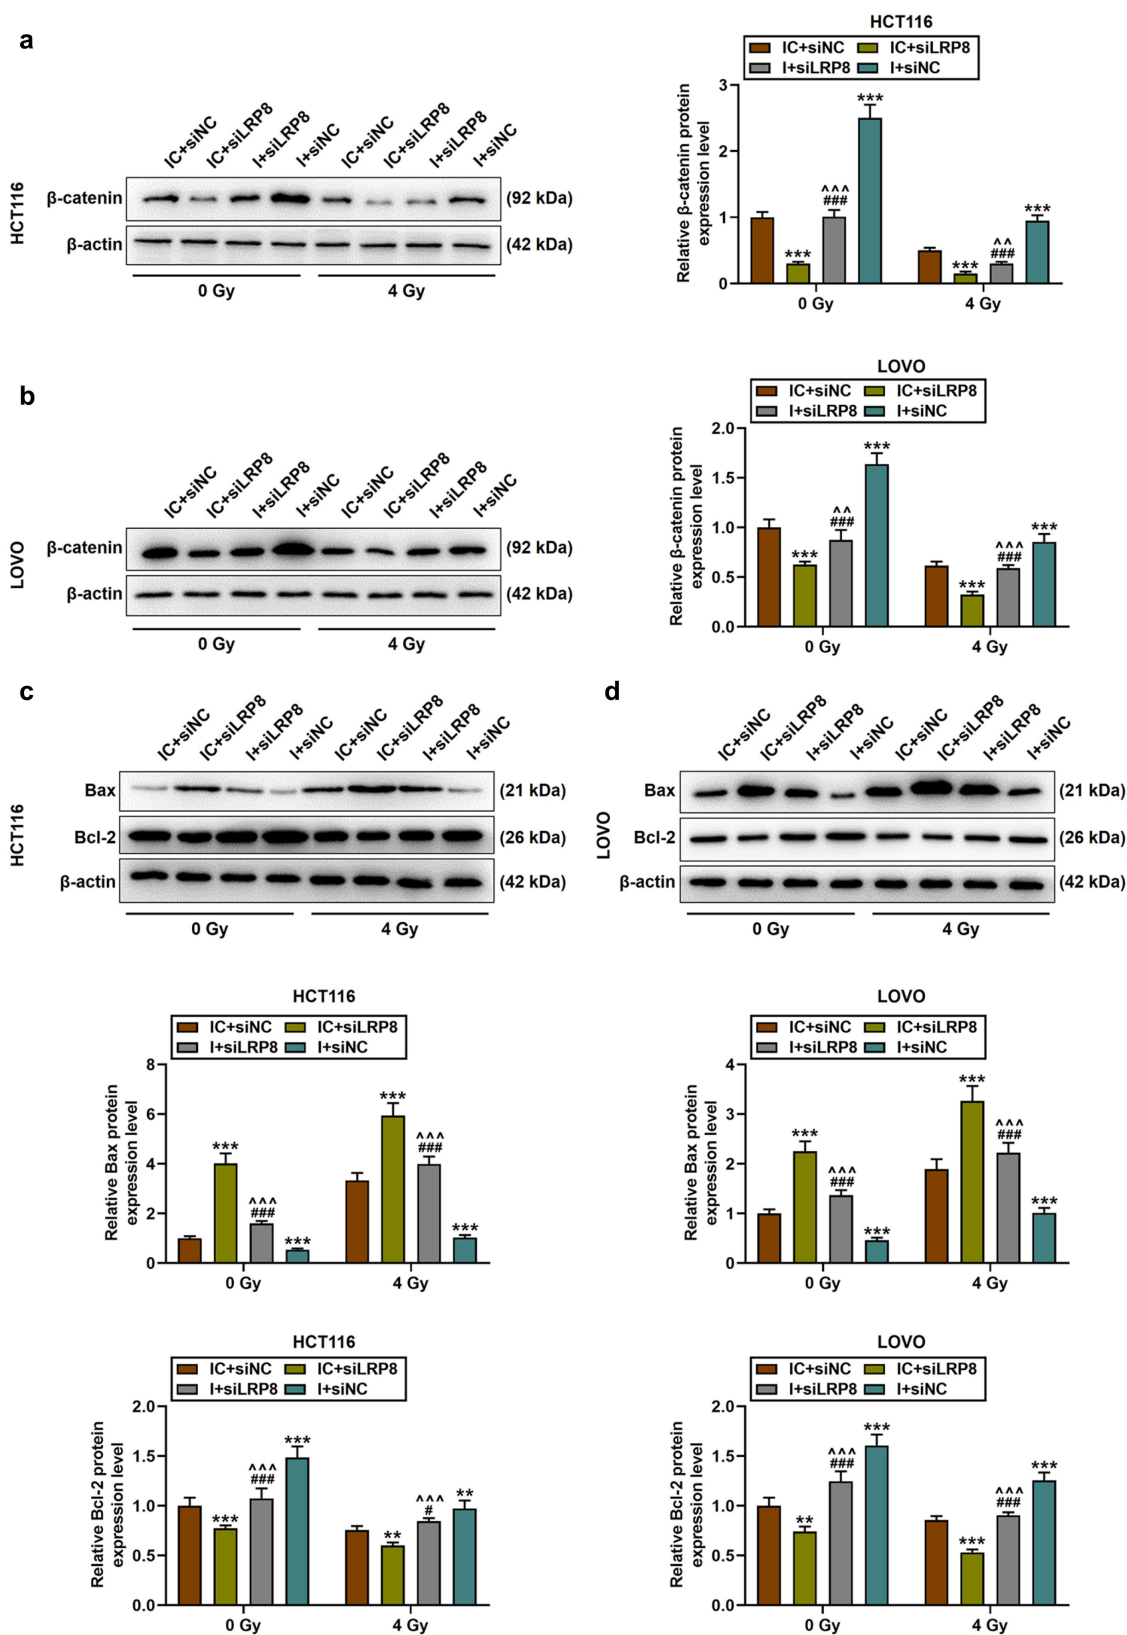 a
IC+siNC IC+siLRP8 I+siLRP8 I+siNC IC+siNC IC+siLRP8 I+siLRP8 I+siNC
HCT116
β-catenin (92 kDa)
β-actin (42 kDa)
0 Gy 4 Gy
HCT116
IC+siNC IC+siLRP8
I+siLRP8 I+siNC
Relative β-catenin protein
expression level
3
2
1
0
***
^^^
###
***
***
^^
###
***
0 Gy 4 Gy
b
IC+siNC IC+siLRP8 I+siLRP8 I+siNC IC+siNC IC+siLRP8 I+siLRP8 I+siNC
LOVO
β-catenin (92 kDa)
β-actin (42 kDa)
0 Gy 4 Gy
LOVO
IC+siNC IC+siLRP8
I+siLRP8 I+siNC
Relative β-catenin protein
expression level
2.0
1.5
1.0
0.5
0.0
***
^^
###
***
***
^^^
###
***
0 Gy 4 Gy
c
IC+siNC IC+siLRP8 I+siLRP8 I+siNC IC+siNC IC+siLRP8 I+siLRP8 I+siNC
HCT116
Bax (21 kDa)
Bcl-2 (26 kDa)
β-actin (42 kDa)
0 Gy 4 Gy
d
IC+siNC IC+siLRP8 I+siLRP8 I+siNC IC+siNC IC+siLRP8 I+siLRP8 I+siNC
LOVO
Bax (21 kDa)
Bcl-2 (26 kDa)
β-actin (42 kDa)
0 Gy 4 Gy
HCT116
IC+siNC IC+siLRP8
I+siLRP8 I+siNC
Relative Bax protein
expression level
8
6
4
2
0
***
^^^
###
***
***
^^^
###
***
0 Gy 4 Gy
LOVO
IC+siNC IC+siLRP8
I+siLRP8 I+siNC
Relative Bax protein
expression level
4
3
2
1
0
***
^^^
###
***
***
^^^
###
***
0 Gy 4 Gy
HCT116
IC+siNC IC+siLRP8
I+siLRP8 I+siNC
Relative Bcl-2 protein
expression level
2.0
1.5
1.0
0.5
0.0
***
^^^
###
***
**
^^^
#
**
0 Gy 4 Gy
LOVO
IC+siNC IC+siLRP8
I+siLRP8 I+siNC
Relative Bcl-2 protein
expression level
2.0
1.5
1.0
0.5
0.0
**
^^^
###
***
***
^^^
###
***
0 Gy 4 Gy